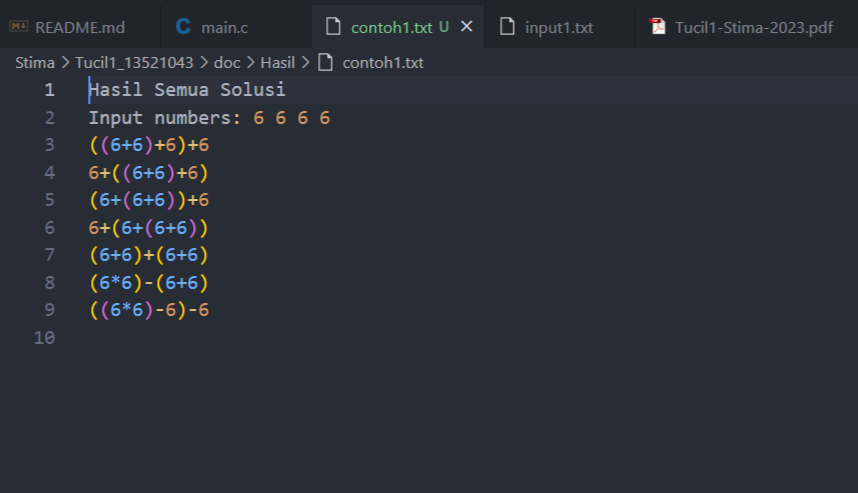 README.md main.c contoh1.txt U input1.txt Tucil1-Stima-2023.pdf
Stima > Tucil1_13521043 > doc > Hasil > contoh1.txt
1 Hasil Semua Solusi
2 Input numbers: 6 6 6 6
3 ((6+6)+6)+6
4 6+((6+6)+6)
5 (6+(6+6))+6
6 6+(6+(6+6))
7 (6+6)+(6+6)
8 (6*6)-(6+6)
9 ((6*6)-6)-6
10